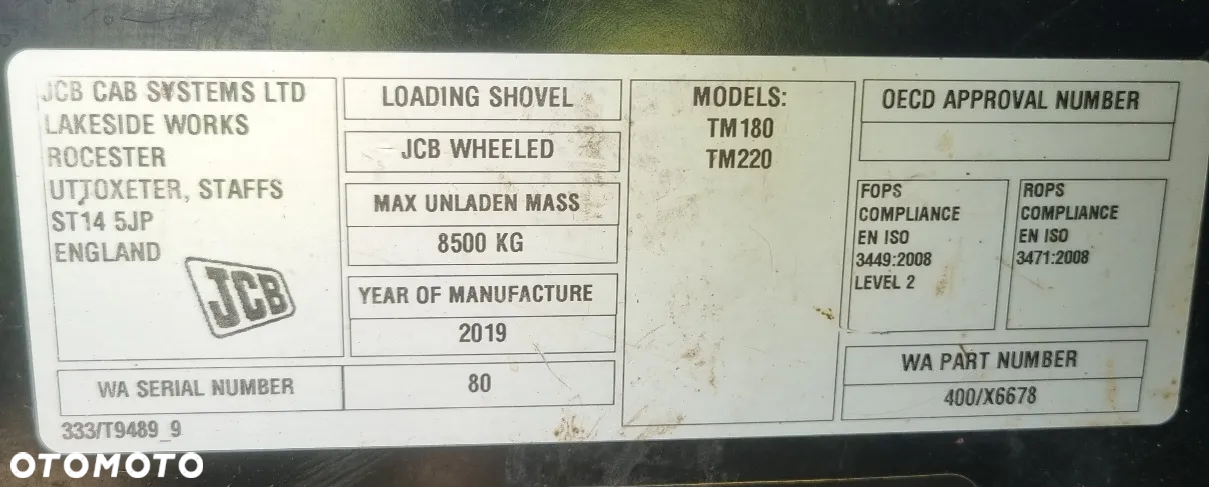 JCB CAB SYSTEMS LTD
LAKESIDE WORKS
ROCESTER
UTTOXETER, STAFFS
ST14 5JP
ENGLAND
JCB
WA SERIAL NUMBER
80
333/T9489_9
LOADING SHOVEL
JCB WHEELED
MAX UNLADEN MASS
8500 KG
YEAR OF MANUFACTURE
2019
MODELS:
TM180
TM220
OECD APPROVAL NUMBER
FOPS
COMPLIANCE
EN ISO
3449:2008
LEVEL 2
ROPS
COMPLIANCE
EN ISO
3471:2008
WA PART NUMBER
400/X6678
OTOMOTO